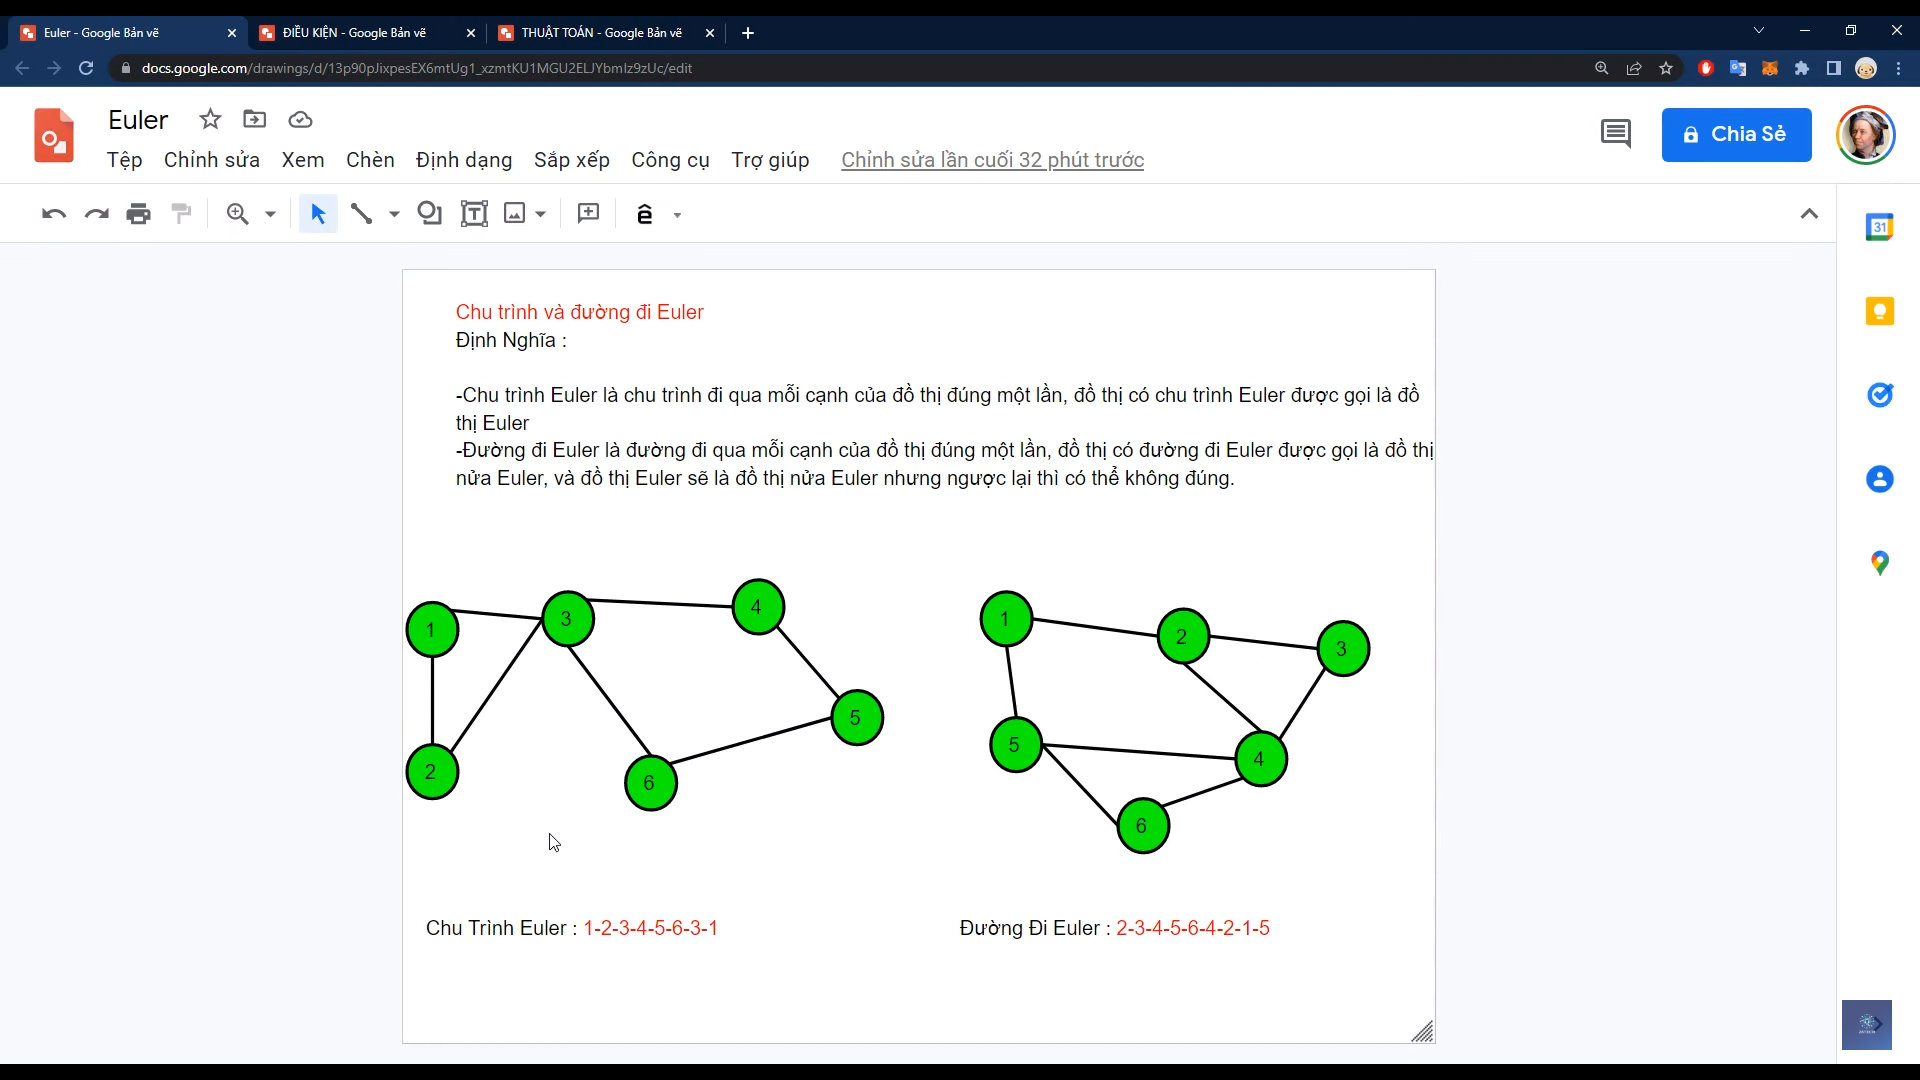 Euler - Google Bản vẽ
ĐIỀU KIỆN - Google Bản vẽ
THUẬT TOÁN - Google Bản vẽ
docs.google.com/drawings/d/13p90pJixpesEX6mtUg1_xzmtKU1MGU2ELJYbmIz9zUc/edit
Euler
Chia Sẻ
Tệp Chỉnh sửa Xem Chèn Định dạng Sắp xếp Công cụ Trợ giúp Chỉnh sửa lần cuối 32 phút trước
ê
31
Chu trình và đường đi Euler
Định Nghĩa :
-Chu trình Euler là chu trình đi qua mỗi cạnh của đồ thị đúng một lần, đồ thị có chu trình Euler được gọi là đồ
thị Euler
-Đường đi Euler là đường đi qua mỗi cạnh của đồ thị đúng một lần, đồ thị có đường đi Euler được gọi là đồ thị
nửa Euler, và đồ thị Euler sẽ là đồ thị nửa Euler nhưng ngược lại thì có thể không đúng.
1
3
4
5
2
6
1
2
3
5
4
6
Chu Trình Euler : 1-2-3-4-5-6-3-1
Đường Đi Euler : 2-3-4-5-6-4-2-1-5